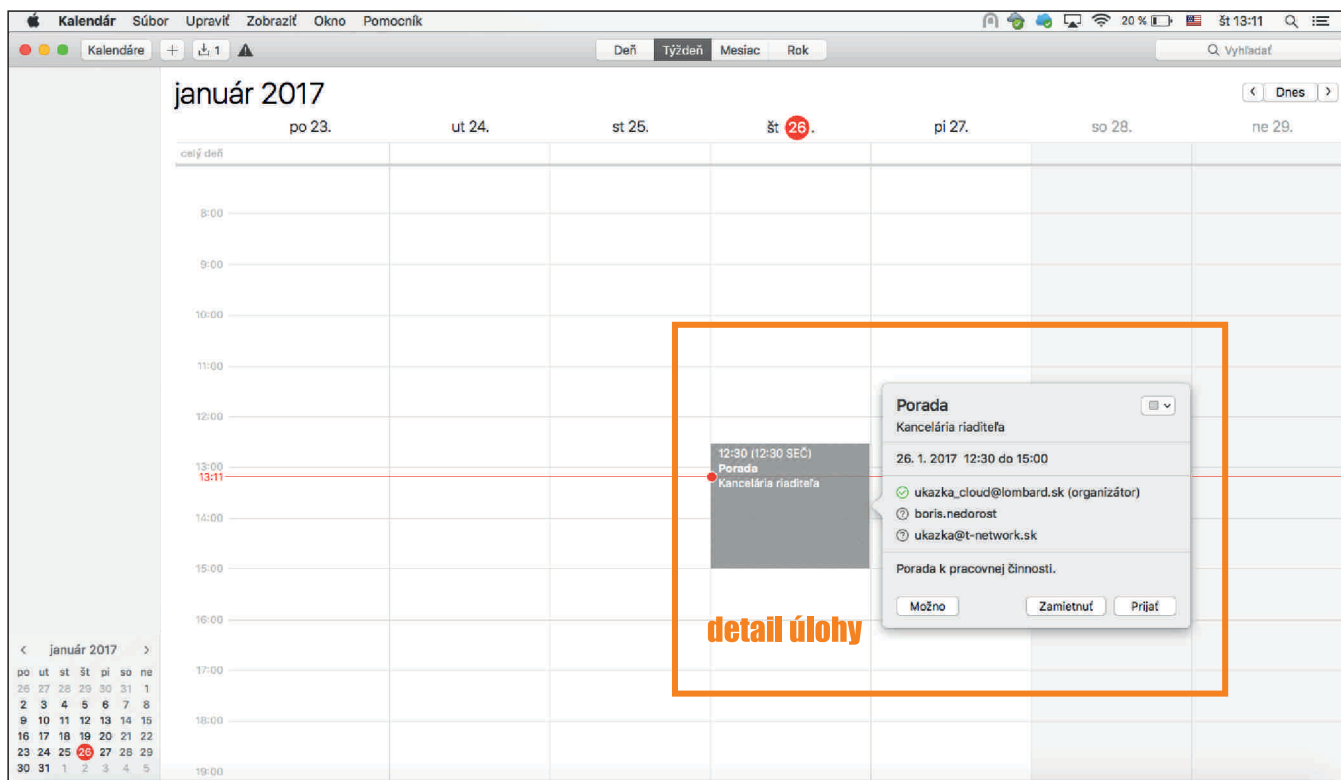 Kalendár Súbor Upraviť Zobraziť Okno Pomocník 20 % št 13:11
Kalendáre + 1 Deň Týždeň Mesiac Rok Vyhľadať
január 2017 < Dnes >
po 23. ut 24. st 25. št 26. pi 27. so 28. ne 29.
celý deň
8:00
9:00
10:00
11:00
12:00
13:00
13:11
14:00
15:00
16:00
17:00
18:00
19:00
12:30 (12:30 SEČ)
Porada
Kancelária riaditeľa
Porada
Kancelária riaditeľa
26. 1. 2017 12:30 do 15:00
ukazka_cloud@lombard.sk (organizátor)
? boris.nedorost
? ukazka@t-network.sk
Porada k pracovnej činnosti.
Možno Zamietnuť Prijať
detail úlohy
< január 2017 >
po ut st št pi so ne
26 27 28 29 30 31 1
2 3 4 5 6 7 8
9 10 11 12 13 14 15
16 17 18 19 20 21 22
23 24 25 26 27 28 29
30 31 1 2 3 4 5